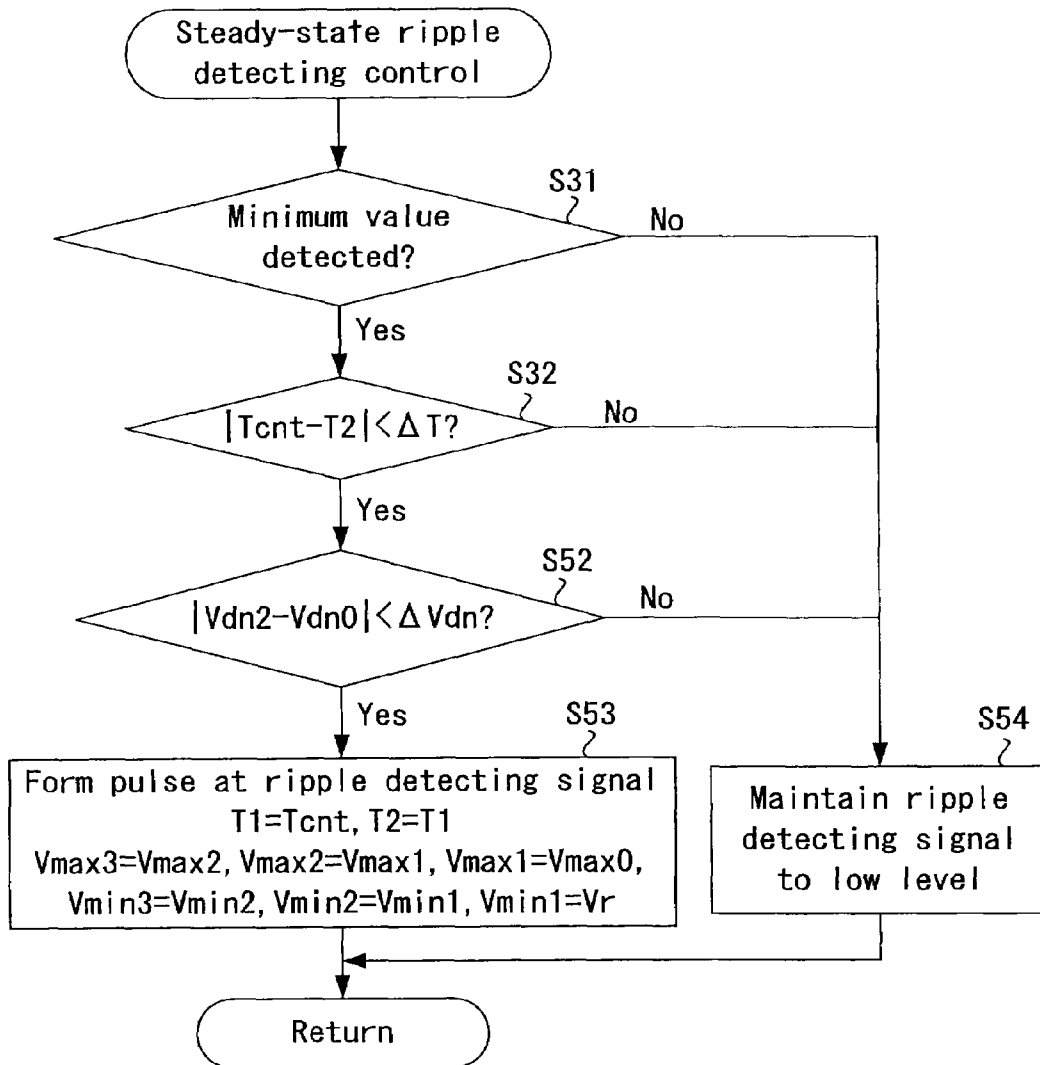 Steady-state ripple
detecting control
S31
Minimum value
detected?
No
Yes
S32
|Tcnt-T2|<ΔT?
No
Yes
S52
|Vdn2-Vdn0|<ΔVdn?
No
Yes
S53
Form pulse at ripple detecting signal
T1=Tcnt, T2=T1
Vmax3=Vmax2, Vmax2=Vmax1, Vmax1=Vmax0,
Vmin3=Vmin2, Vmin2=Vmin1, Vmin1=Vr
S54
Maintain ripple
detecting signal
to low level
Return